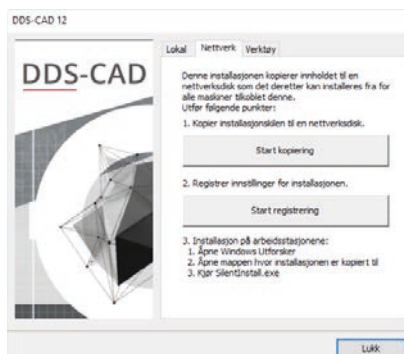 DDS-CAD 12
DDS-CAD
Lokal Nettverk Verktøy
Denne installasjonen kopierer innholdet til en
nettverksdisk som det deretter kan installeres fra for
alle maskiner tilkoblet denne.
Utfør følgende punkter:
1. Kopier installasjonskilen til en nettverksdisk.
Start kopiering
2. Registrer innstillinger for installasjonen.
Start registrering
3. Installasjon på arbeidsstasjonene:
1. Åpne Windows Utforsker
2. Åpne mappen hvor installasjonen er kopiert til
3. Kjør SilentInstall.exe
Lukk